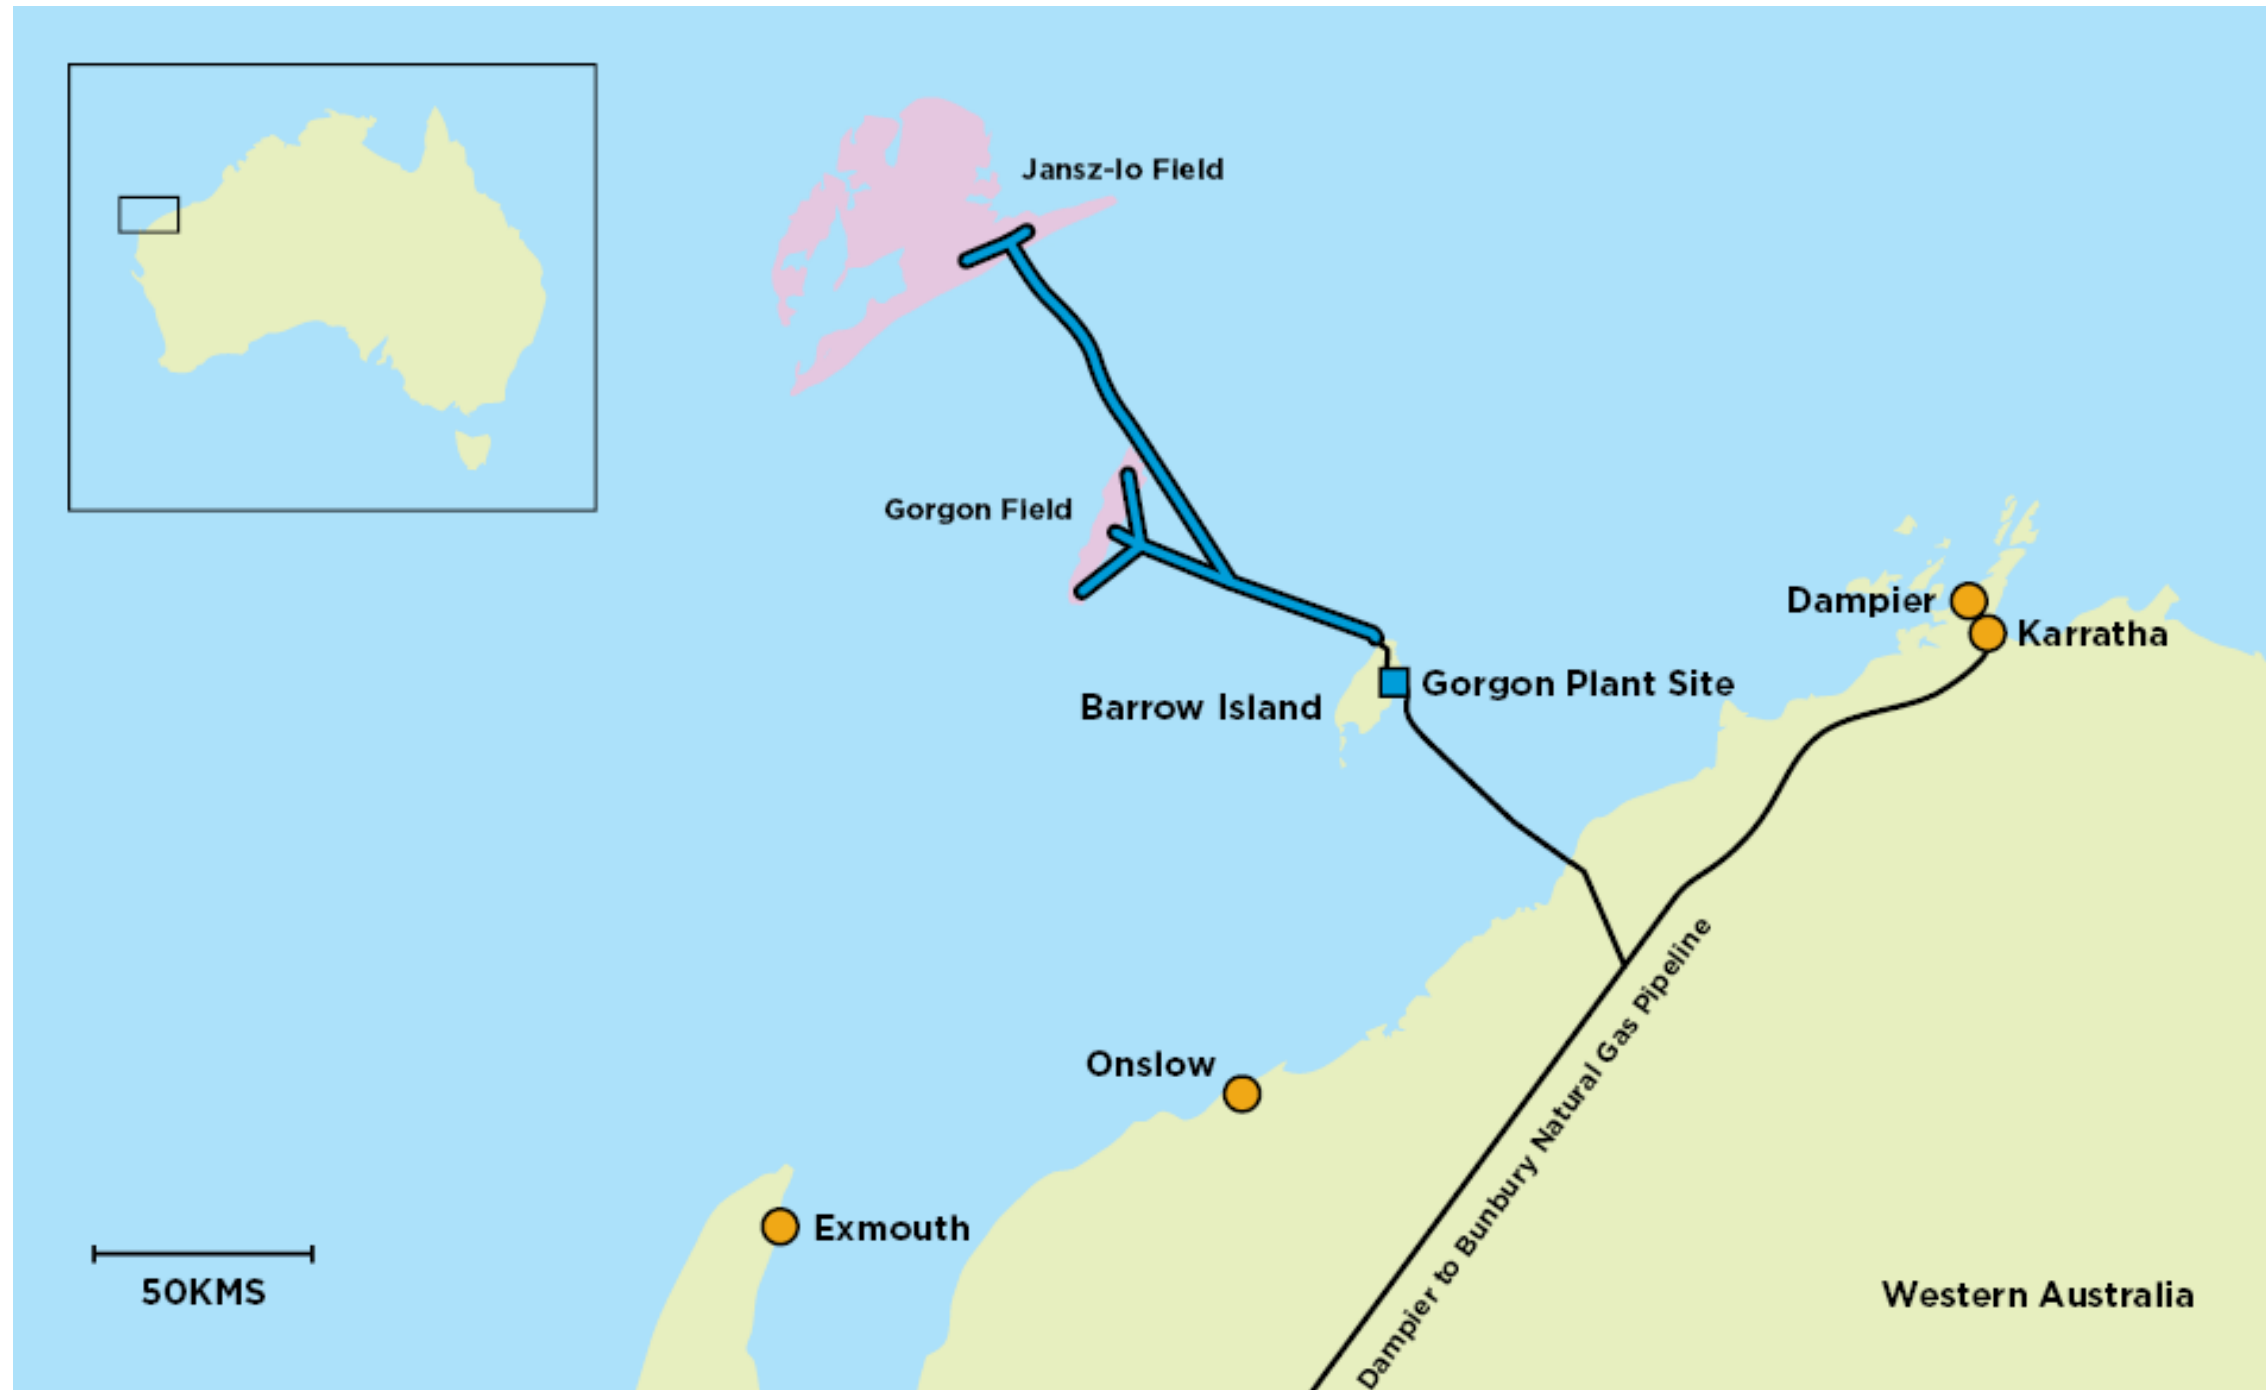 Jansz-Io Field
Gorgon Field
Dampier
Karratha
Gorgon Plant Site
Barrow Island
Dampier to Bunbury Natural Gas Pipeline
Onslow
Exmouth
50KMS
Western Australia